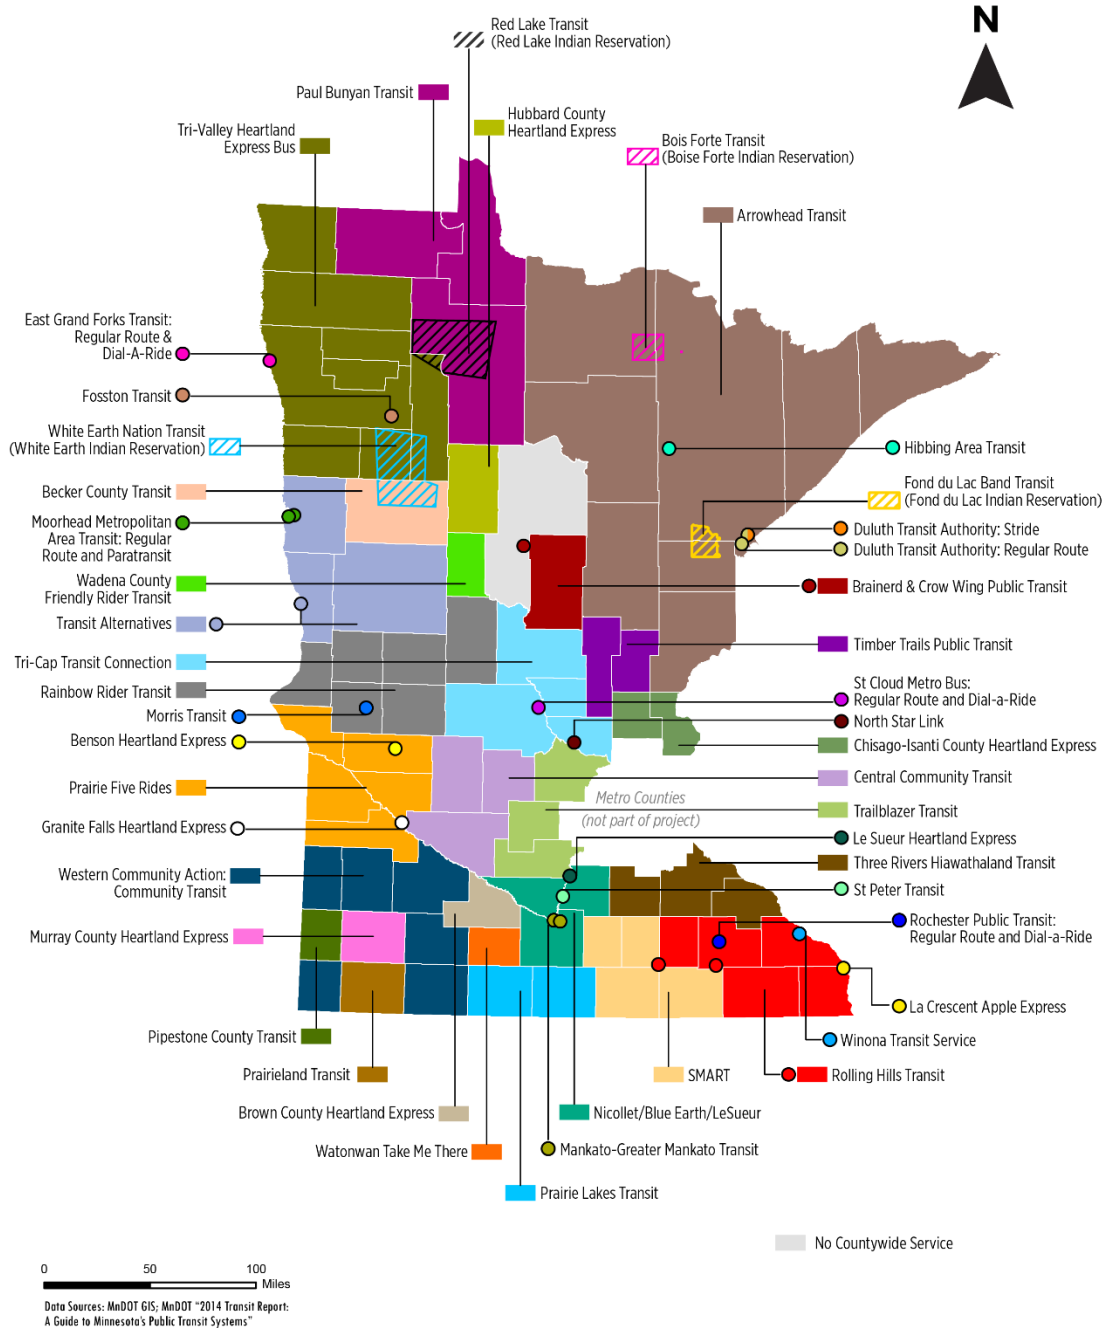 N
Red Lake Transit
(Red Lake Indian Reservation)
Paul Bunyan Transit
Hubbard County
Heartland Express
Tri-Valley Heartland
Express Bus
Bois Forte Transit
(Boise Forte Indian Reservation)
Arrowhead Transit
East Grand Forks Transit:
Regular Route &
Dial-A-Ride
Fosston Transit
White Earth Nation Transit
(White Earth Indian Reservation)
Becker County Transit
Moorhead Metropolitan
Area Transit: Regular
Route and Paratransit
Wadena County
Friendly Rider Transit
Transit Alternatives
Tri-Cap Transit Connection
Rainbow Rider Transit
Morris Transit
Benson Heartland Express
Prairie Five Rides
Granite Falls Heartland Express
Western Community Action:
Community Transit
Murray County Heartland Express
Pipestone County Transit
Prairieland Transit
Brown County Heartland Express
Watonwan Take Me There
Prairie Lakes Transit
Hibbing Area Transit
Fond du Lac Band Transit
(Fond du Lac Indian Reservation)
Duluth Transit Authority: Stride
Duluth Transit Authority: Regular Route
Brainerd & Crow Wing Public Transit
Timber Trails Public Transit
St Cloud Metro Bus:
Regular Route and Dial-a-Ride
North Star Link
Chisago-Isanti County Heartland Express
Central Community Transit
Metro Counties
(not part of project)
Trailblazer Transit
Le Sueur Heartland Express
Three Rivers Hiawathaland Transit
St Peter Transit
Rochester Public Transit:
Regular Route and Dial-a-Ride
La Crescent Apple Express
Winona Transit Service
Rolling Hills Transit
SMART
Nicollet/Blue Earth/LeSueur
Mankato-Greater Mankato Transit
No Countywide Service
0 50 100
Miles
Data Sources: MnDOT GIS; MnDOT "2014 Transit Report:
A Guide to Minnesota's Public Transit Systems"